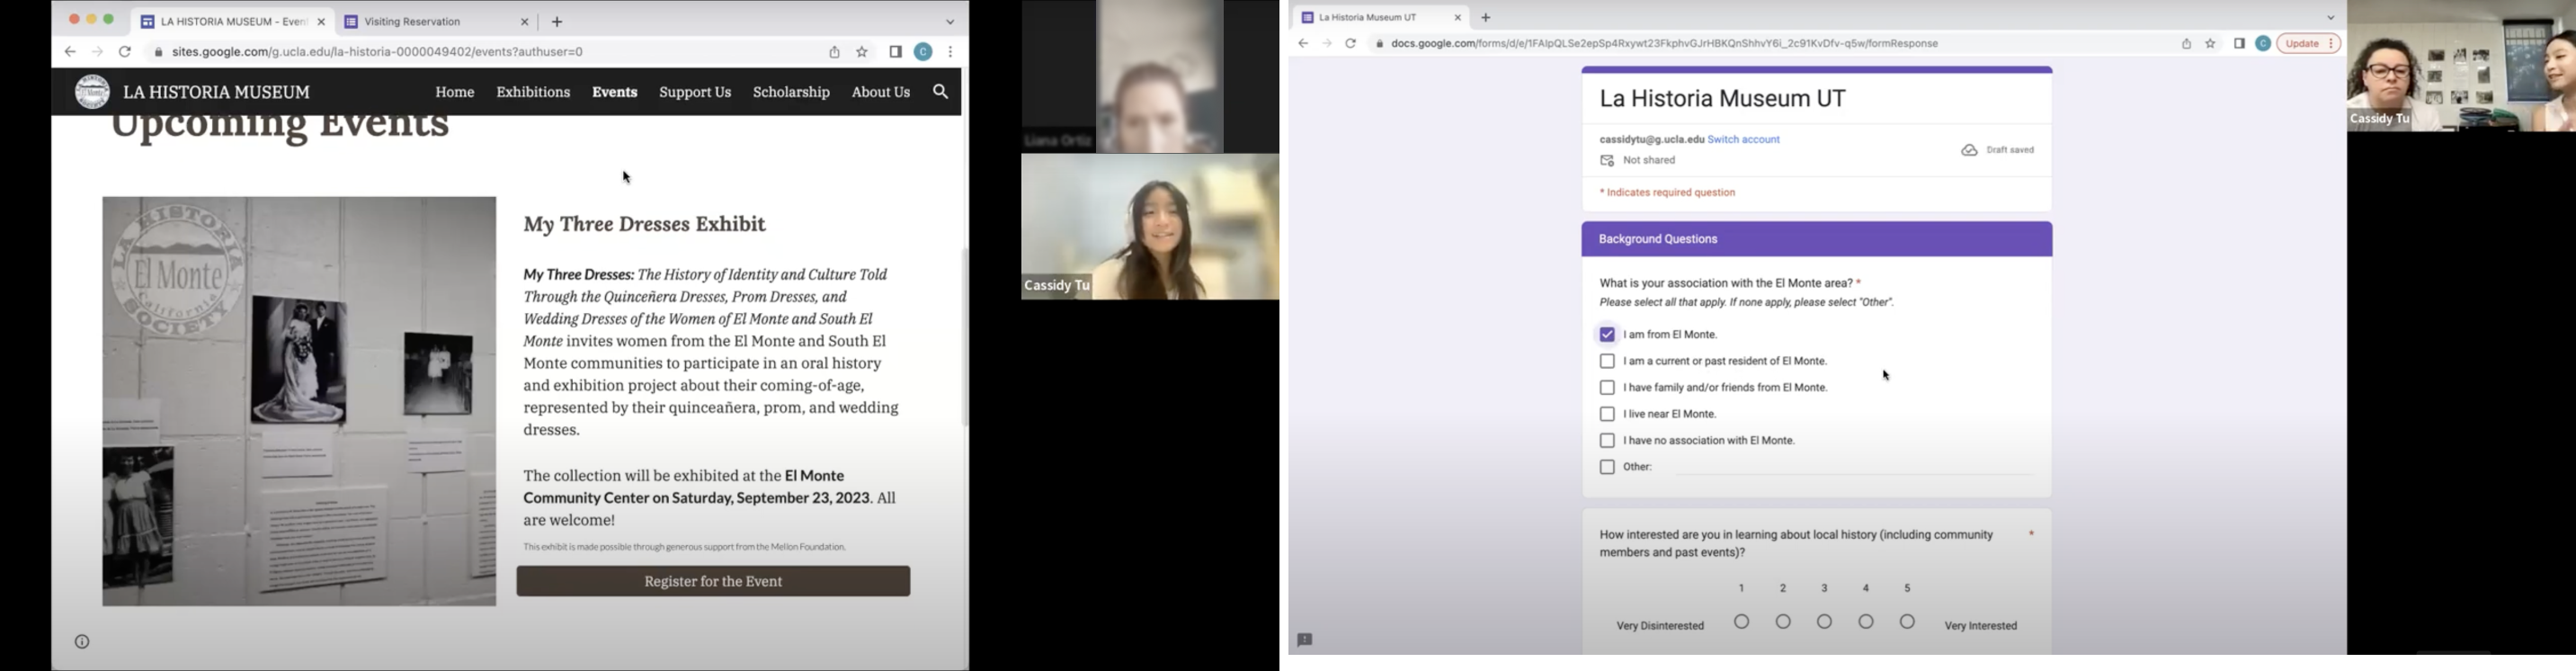 LA HISTORIA MUSEUM - Even
Visiting Reservation
sites.google.com/g.ucla.edu/la-historia-0000049402/events?authuser=0
C
LA HISTORIA MUSEUM
Home
Exhibitions
Events
Support Us
Scholarship
About Us
Upcoming Events
LA HISTORIA
El Monte
California
SOCIETY
My Three Dresses Exhibit
My Three Dresses: The History of Identity and Culture Told
Through the Quinceñera Dresses, Prom Dresses, and
Wedding Dresses of the Women of El Monte and South El
Monte invites women from the El Monte and South El
Monte communities to participate in an oral history
and exhibition project about their coming-of-age,
represented by their quinceañera, prom, and wedding
dresses.
The collection will be exhibited at the El Monte
Community Center on Saturday, September 23, 2023. All
are welcome!
This exhibit is made possible through generous support from the Mellon Foundation.
Register for the Event
Liana Ortiz
Cassidy Tu
La Historia Museum UT
docs.google.com/forms/d/e/1FAIpQLSe2epSp4Rxywt23FkphvGJrHBKQnShhvY6i_2c91KvDfv-q5w/formResponse
C
Update
La Historia Museum UT
cassidytu@g.ucla.edu Switch account
Not shared
Draft saved
* Indicates required question
Background Questions
What is your association with the El Monte area? *
Please select all that apply. If none apply, please select "Other".
I am from El Monte.
I am a current or past resident of El Monte.
I have family and/or friends from El Monte.
I live near El Monte.
I have no association with El Monte.
Other:
How interested are you in learning about local history (including community *
members and past events)?
1 2 3 4 5
Very Disinterested
Very Interested
Cassidy Tu